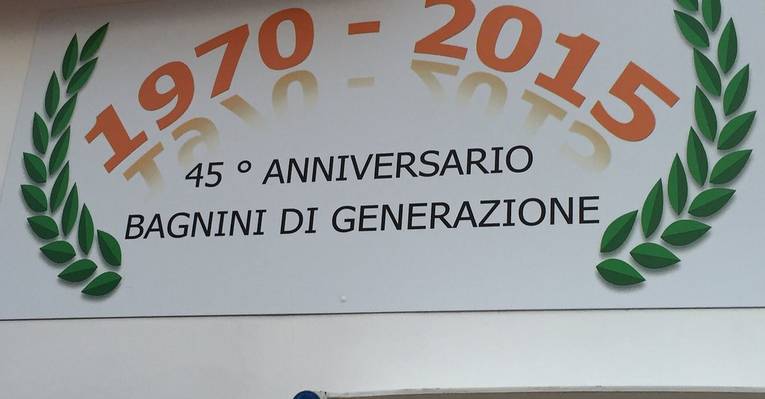 1970 - 2015
45 ° ANNIVERSARIO
BAGNINI DI GENERAZIONE